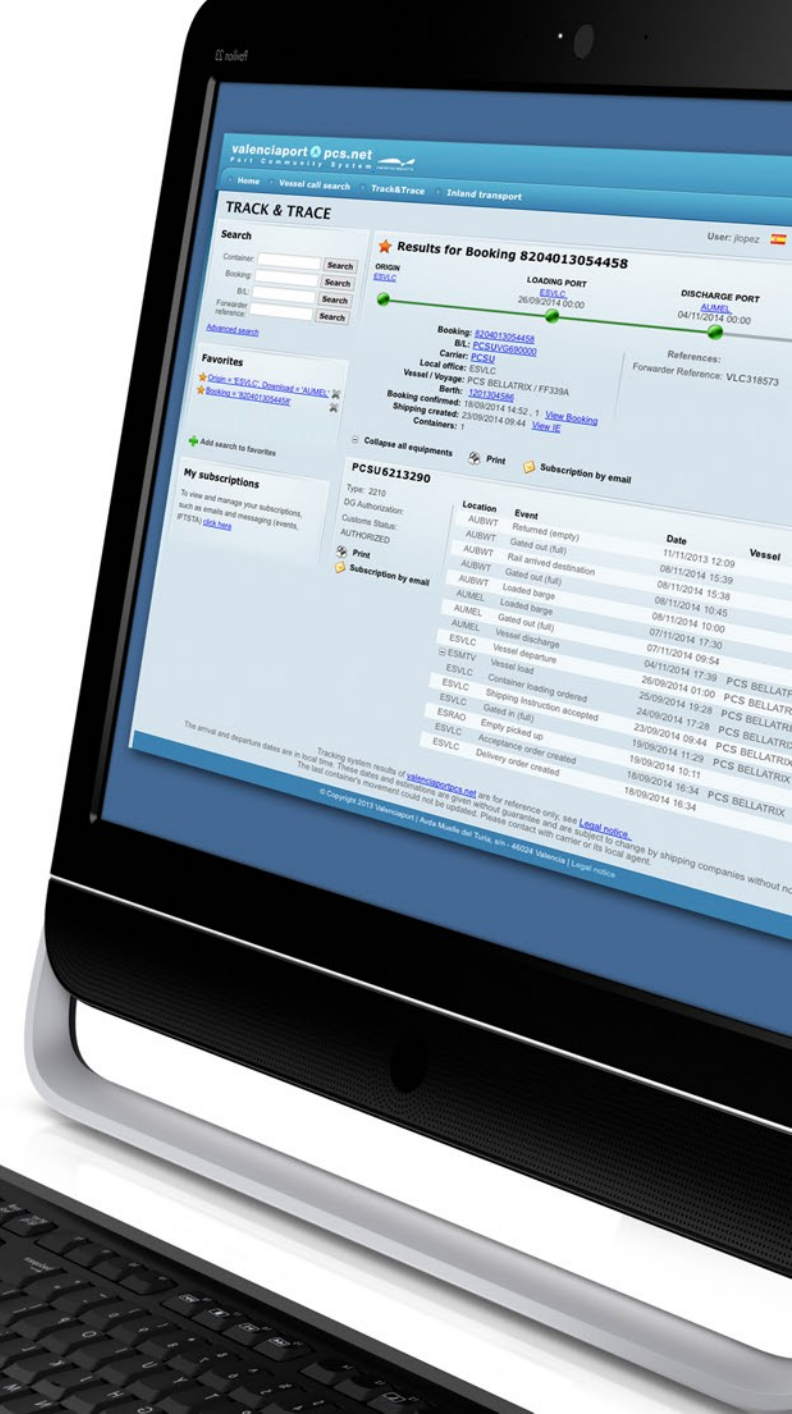 Pavilion 23
valenciaport pcs.net
Port Community System
Home Vessel call search Track&Trace Inland transport
TRACK & TRACE
User: jlopez
Search
Container: Search
Booking: Search
B/L: Search
Forwarder reference: Search
Advanced search
Favorites
Origin = 'ESVLC', Download = 'AUMEL'
Booking = '8204013054458'
Add search to favorites
My subscriptions
To view and manage your subscriptions,
such as emails and messaging (events,
IFTSTA) click here
Results for Booking 8204013054458
ORIGIN LOADING PORT DISCHARGE PORT
ESVLC ESVLC AUMEL
26/09/2014 00:00 04/11/2014 00:00
Booking: 8204013054458
B/L: PCSUVG690000
Carrier: PCSU
Local office: ESVLC
Vessel / Voyage: PCS BELLATRIX / FF339A
Berth: 1201304586
Booking confirmed: 18/09/2014 14:52 , 1 View Booking
Shipping created: 23/09/2014 09:44 View IE
Containers: 1
References:
Forwarder Reference: VLC318573
Collapse all equipments Print Subscription by email
PCSU6213290
Type: 2210
DG Authorization:
Customs Status:
AUTHORIZED
Print
Subscription by email
Location Event Date Vessel
AUBWT Returned (empty) 11/11/2013 12:09
AUBWT Gated out (full) 08/11/2014 15:39
AUBWT Rail arrived destination 08/11/2014 15:38
AUBWT Gated out (full) 08/11/2014 10:45
AUBWT Loaded barge 08/11/2014 10:00
AUMEL Loaded barge 07/11/2014 17:30
AUMEL Gated out (full) 07/11/2014 09:54
AUMEL Vessel discharge 04/11/2014 17:39 PCS BELLATR
ESVLC Vessel departure 26/09/2014 01:00 PCS BELLATR
ESMTV Vessel load 25/09/2014 19:28 PCS BELLATR
ESVLC Container loading ordered 24/09/2014 17:28 PCS BELLATRI
ESVLC Shipping Instruction accepted 23/09/2014 09:44 PCS BELLATRIX
ESVLC Gated in (full) 19/09/2014 11:29 PCS BELLATRIX
ESRAO Empty picked up 19/09/2014 10:11
ESVLC Acceptance order created 18/09/2014 16:34 PCS BELLATRIX
ESVLC Delivery order created 18/09/2014 16:34
Tracking system results of valenciaportpcs.net are for reference only, see Legal notice.
The arrival and departure dates are in local time. These dates and estimations are given without guarantee and are subject to change by shipping companies without no
The last container's movement could not be updated. Please contact with carrier or its local agent.
© Copyright 2013 Valenciaport | Avda Muelle del Turia, s/n - 46024 Valencia | Legal notice